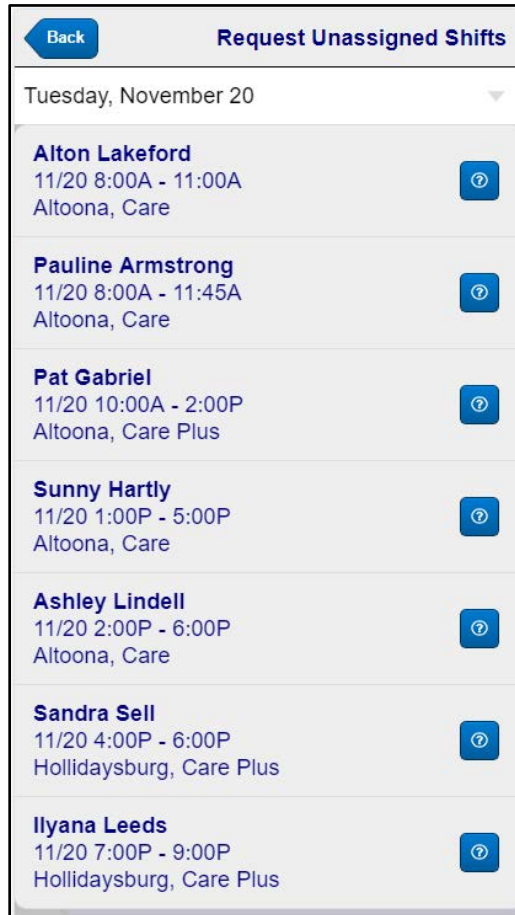 Back
Request Unassigned Shifts
Tuesday, November 20
Alton Lakeford
11/20 8:00A - 11:00A
Altoona, Care
Pauline Armstrong
11/20 8:00A - 11:45A
Altoona, Care
Pat Gabriel
11/20 10:00A - 2:00P
Altoona, Care Plus
Sunny Hartly
11/20 1:00P - 5:00P
Altoona, Care
Ashley Lindell
11/20 2:00P - 6:00P
Altoona, Care
Sandra Sell
11/20 4:00P - 6:00P
Hollidaysburg, Care Plus
Ilyana Leeds
11/20 7:00P - 9:00P
Hollidaysburg, Care Plus